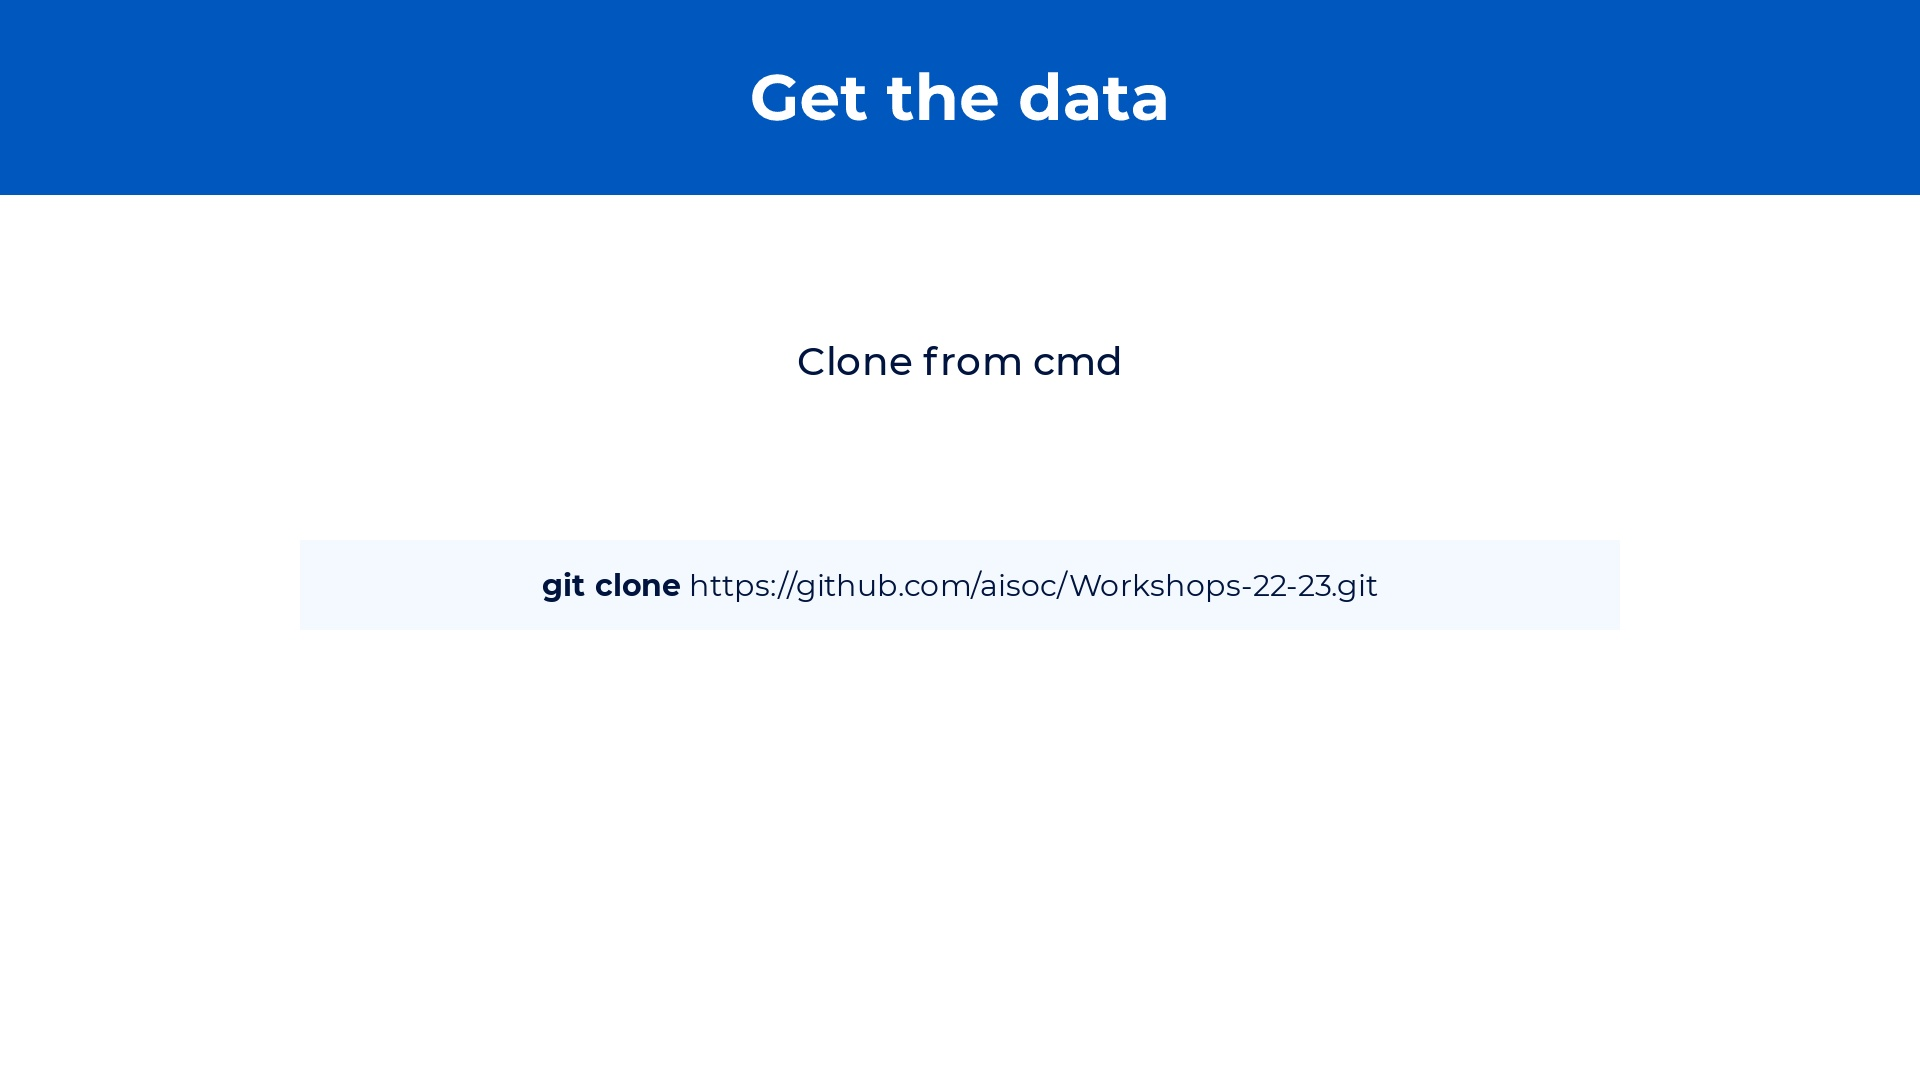 Get the data
Clone from cmd
git clone https://github.com/aisoc/Workshops-22-23.git